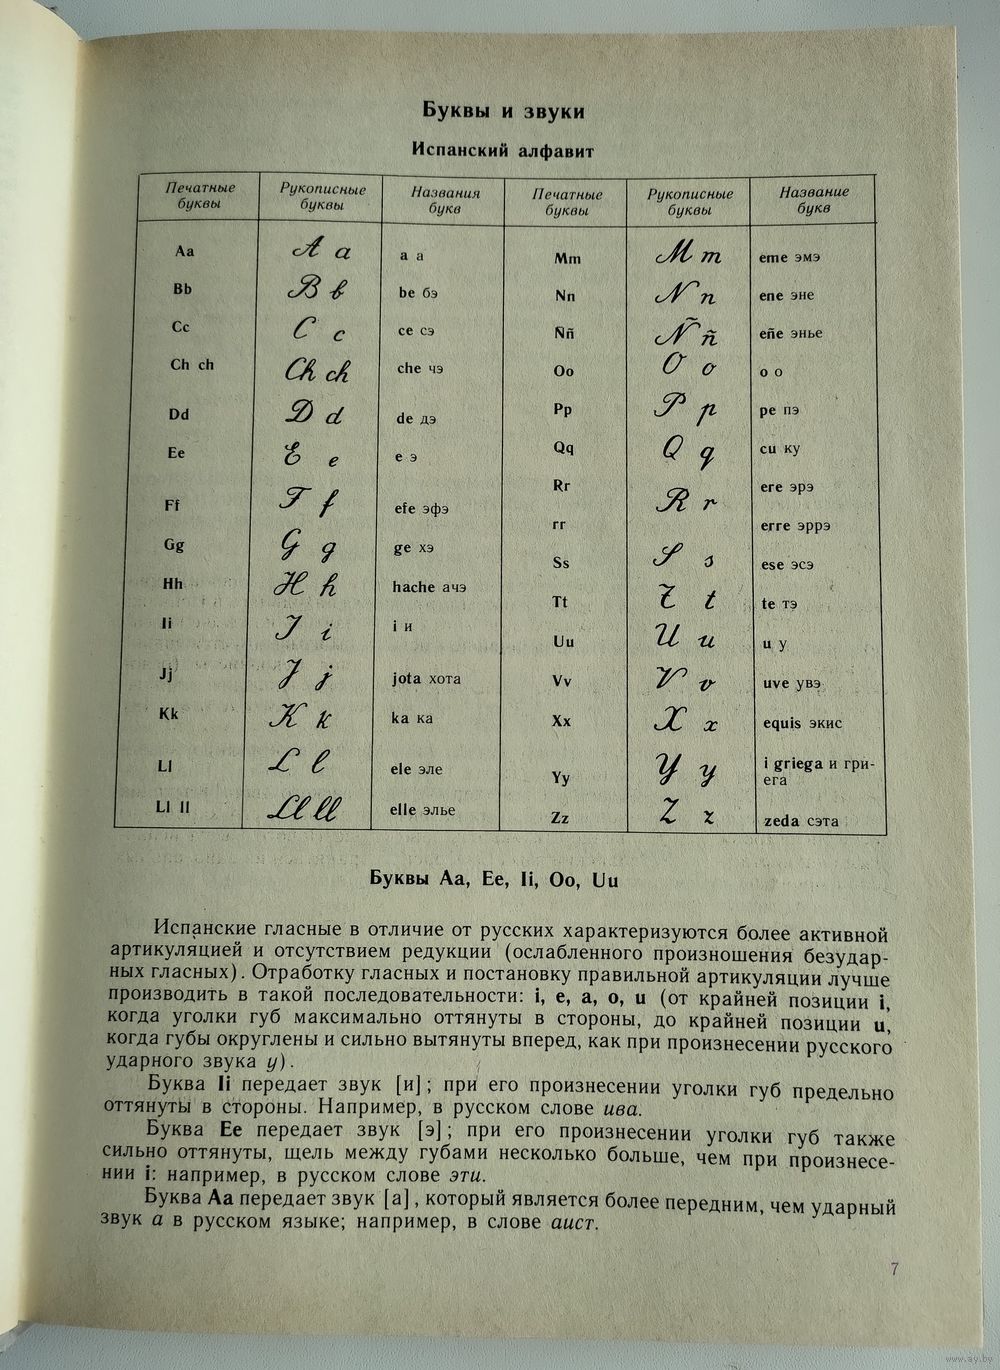 Буквы и звуки
Испанский алфавит
Печатные буквы Рукописные буквы Названия букв Печатные буквы Рукописные буквы Название букв
Aa A a a а Mm M m eme эмэ
Bb B b be бэ Nn N n ene эне
Cc C c ce сэ Ññ Ñ ñ eñe энье
Ch ch Ch ch che чэ Oo O o o о
Dd D d de дэ Pp P p pe пэ
Ee E e e э Qq Q q cu ку
Ff F f efe эфэ Rr R r ere эрэ
Gg G g ge хэ rr erre эррэ
Hh H h hache ачэ Ss S s ese эсэ
Ii I i i и Tt T t te тэ
Jj J j jota хота Uu U u u у
Kk K k ka ка Vv V v uve увэ
Ll L l ele эле Xx X x equis экис
Ll ll Ll ll elle элье Yy Y y i griega и гри-
ега
Zz Z z zeda сэта
Буквы Aa, Ee, Ii, Oo, Uu
Испанские гласные в отличие от русских характеризуются более активной
артикуляцией и отсутствием редукции (ослабленного произношения безудар-
ных гласных). Отработку гласных и постановку правильной артикуляции лучше
производить в такой последовательности: i, e, a, o, u (от крайней позиции i,
когда уголки губ максимально оттянуты в стороны, до крайней позиции u,
когда губы округлены и сильно вытянуты вперед, как при произнесении русского
ударного звука у).
Буква Ii передает звук [и]; при его произнесении уголки губ предельно
оттянуты в стороны. Например, в русском слове ива.
Буква Ee передает звук [э]; при его произнесении уголки губ также
сильно оттянуты, щель между губами несколько больше, чем при произнесе-
нии i: например, в русском слове эти.
Буква Aa передает звук [а], который является более передним, чем ударный
звук а в русском языке; например, в слове аист.
7
www.ay.by